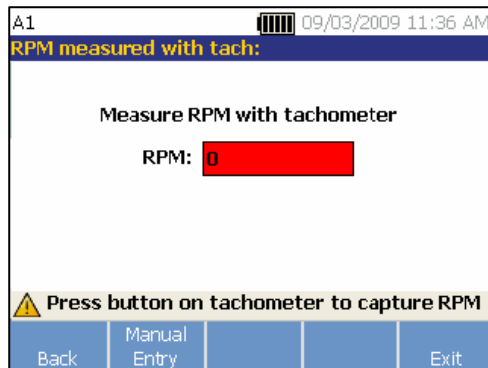 A1 09/03/2009 11:36 AM
RPM measured with tach:
Measure RPM with tachometer
RPM: 0
Press button on tachometer to capture RPM
Back Manual Entry Exit